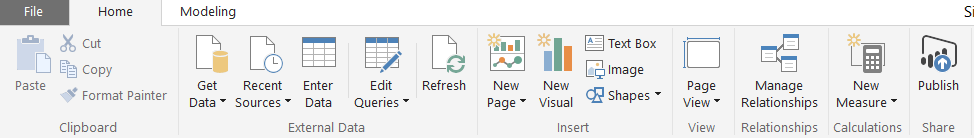 File Home Modeling Si
Paste
Cut
Copy
Format Painter
Clipboard
Get Data
Recent Sources
Enter Data
Edit Queries
Refresh
External Data
New Page
New Visual
Text Box
Image
Shapes
Insert
Page View
View
Manage Relationships
Relationships
New Measure
Calculations
Publish
Share